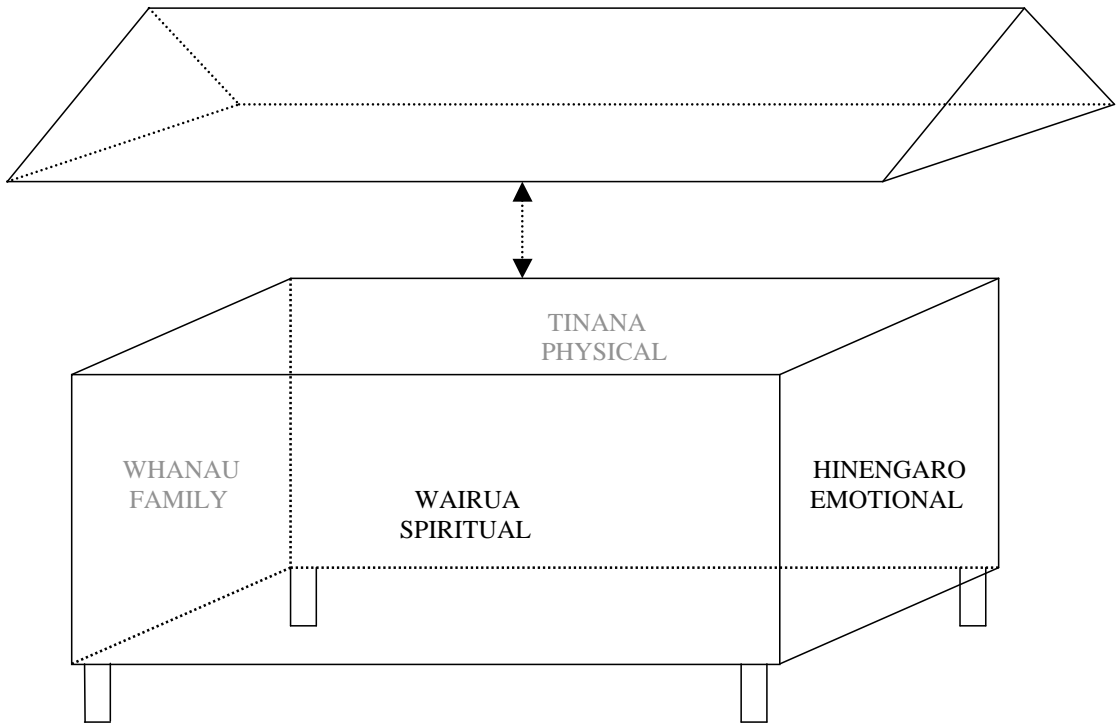 TINANA
PHYSICAL
WHANAU
FAMILY
WAIRUA
SPIRITUAL
HINENGARO
EMOTIONAL